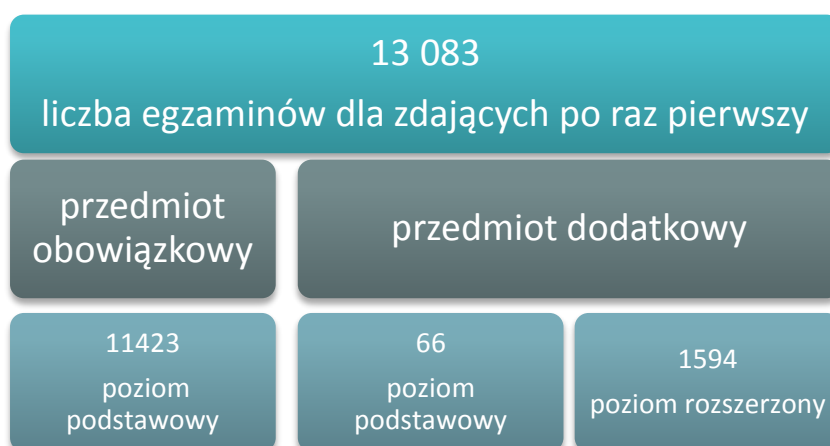 13 083
liczba egzaminów dla zdających po raz pierwszy
przedmiot
obowiązkowy
przedmiot dodatkowy
11423
poziom
podstawowy
66
poziom
podstawowy
1594
poziom rozszerzony